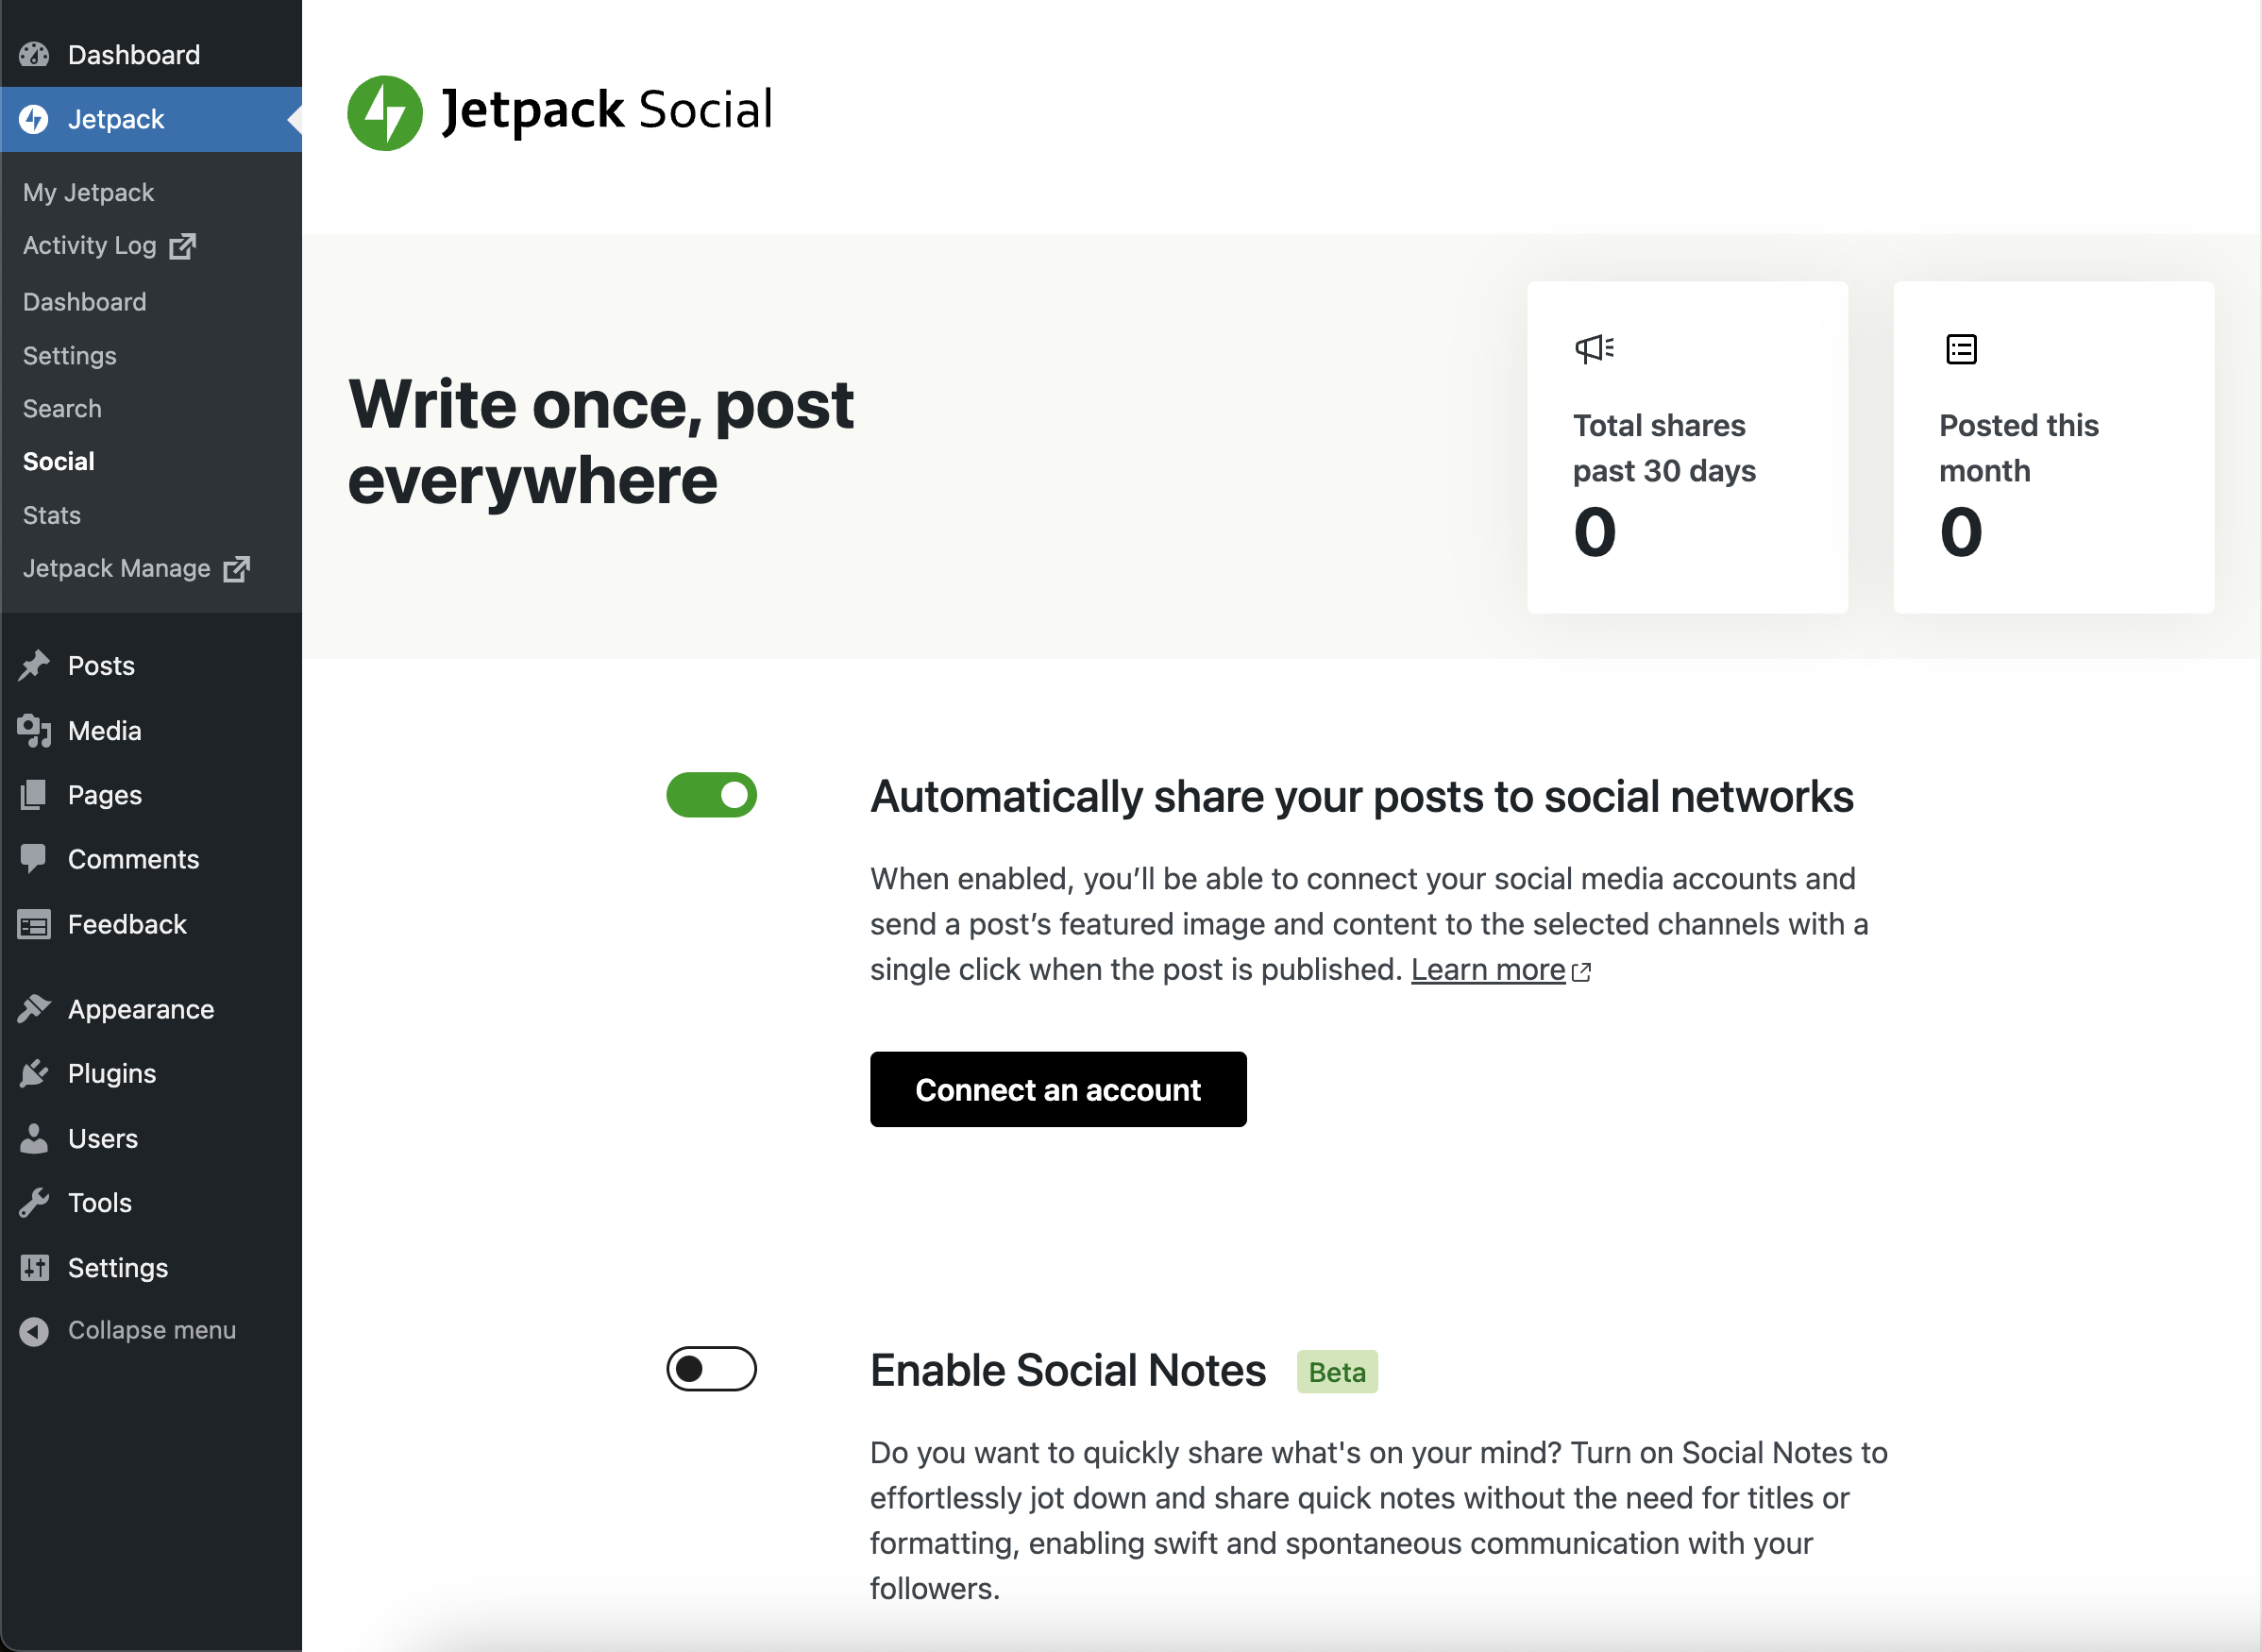 Dashboard
Jetpack
My Jetpack
Activity Log
Dashboard
Settings
Search
Social
Stats
Jetpack Manage
Posts
Media
Pages
Comments
Feedback
Appearance
Plugins
Users
Tools
Settings
Collapse menu
Jetpack Social
Write once, post
everywhere
Total shares
past 30 days
0
Posted this
month
0
Automatically share your posts to social networks
When enabled, you’ll be able to connect your social media accounts and
send a post’s featured image and content to the selected channels with a
single click when the post is published. Learn more
Connect an account
Enable Social Notes Beta
Do you want to quickly share what's on your mind? Turn on Social Notes to
effortlessly jot down and share quick notes without the need for titles or
formatting, enabling swift and spontaneous communication with your
followers.